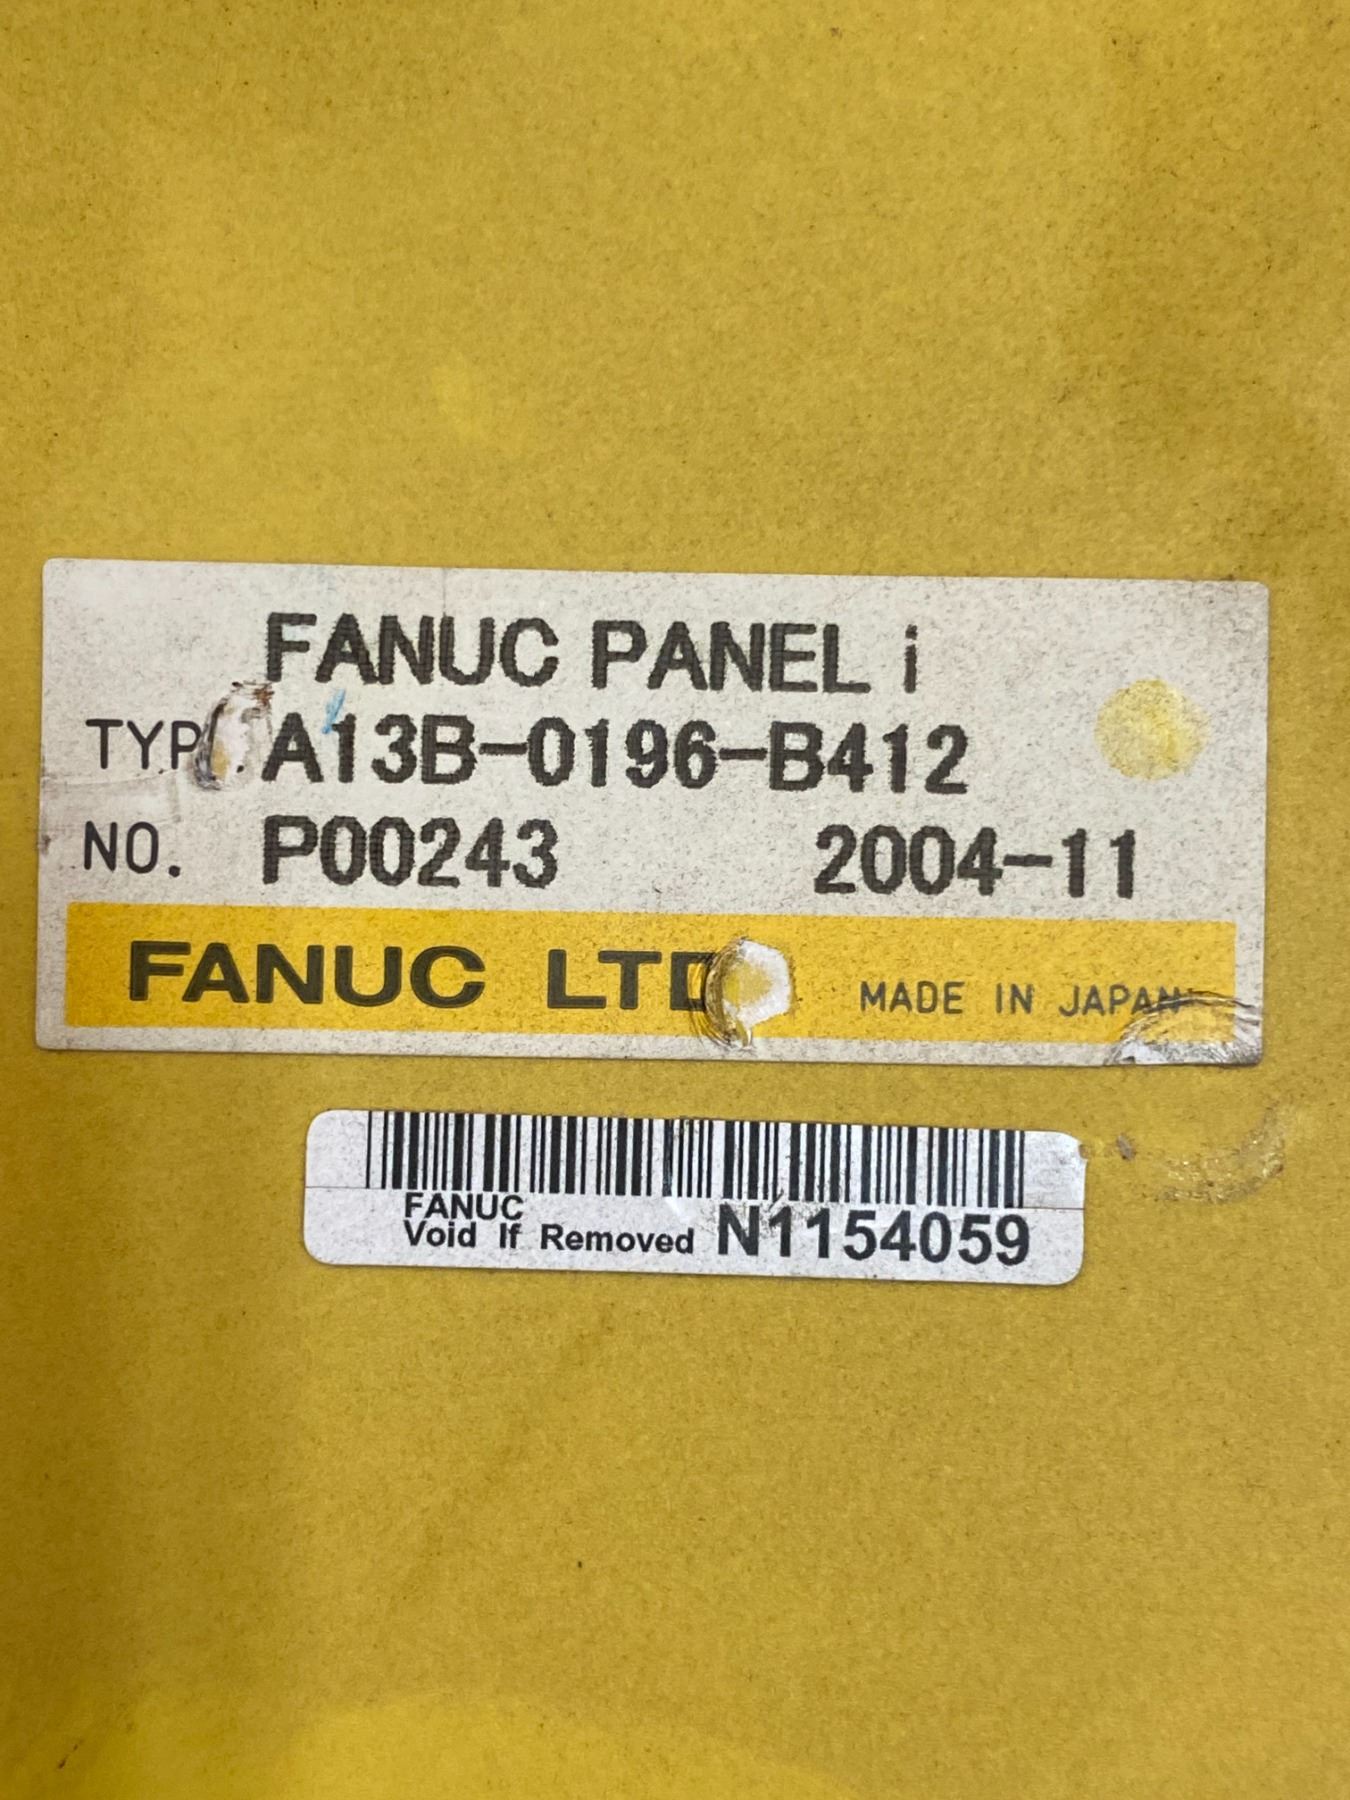 FANUC PANEL i
TYP. A13B-0196-B412
NO. P00243 2004-11
FANUC LTD MADE IN JAPAN
FANUC
Void If Removed N1154059